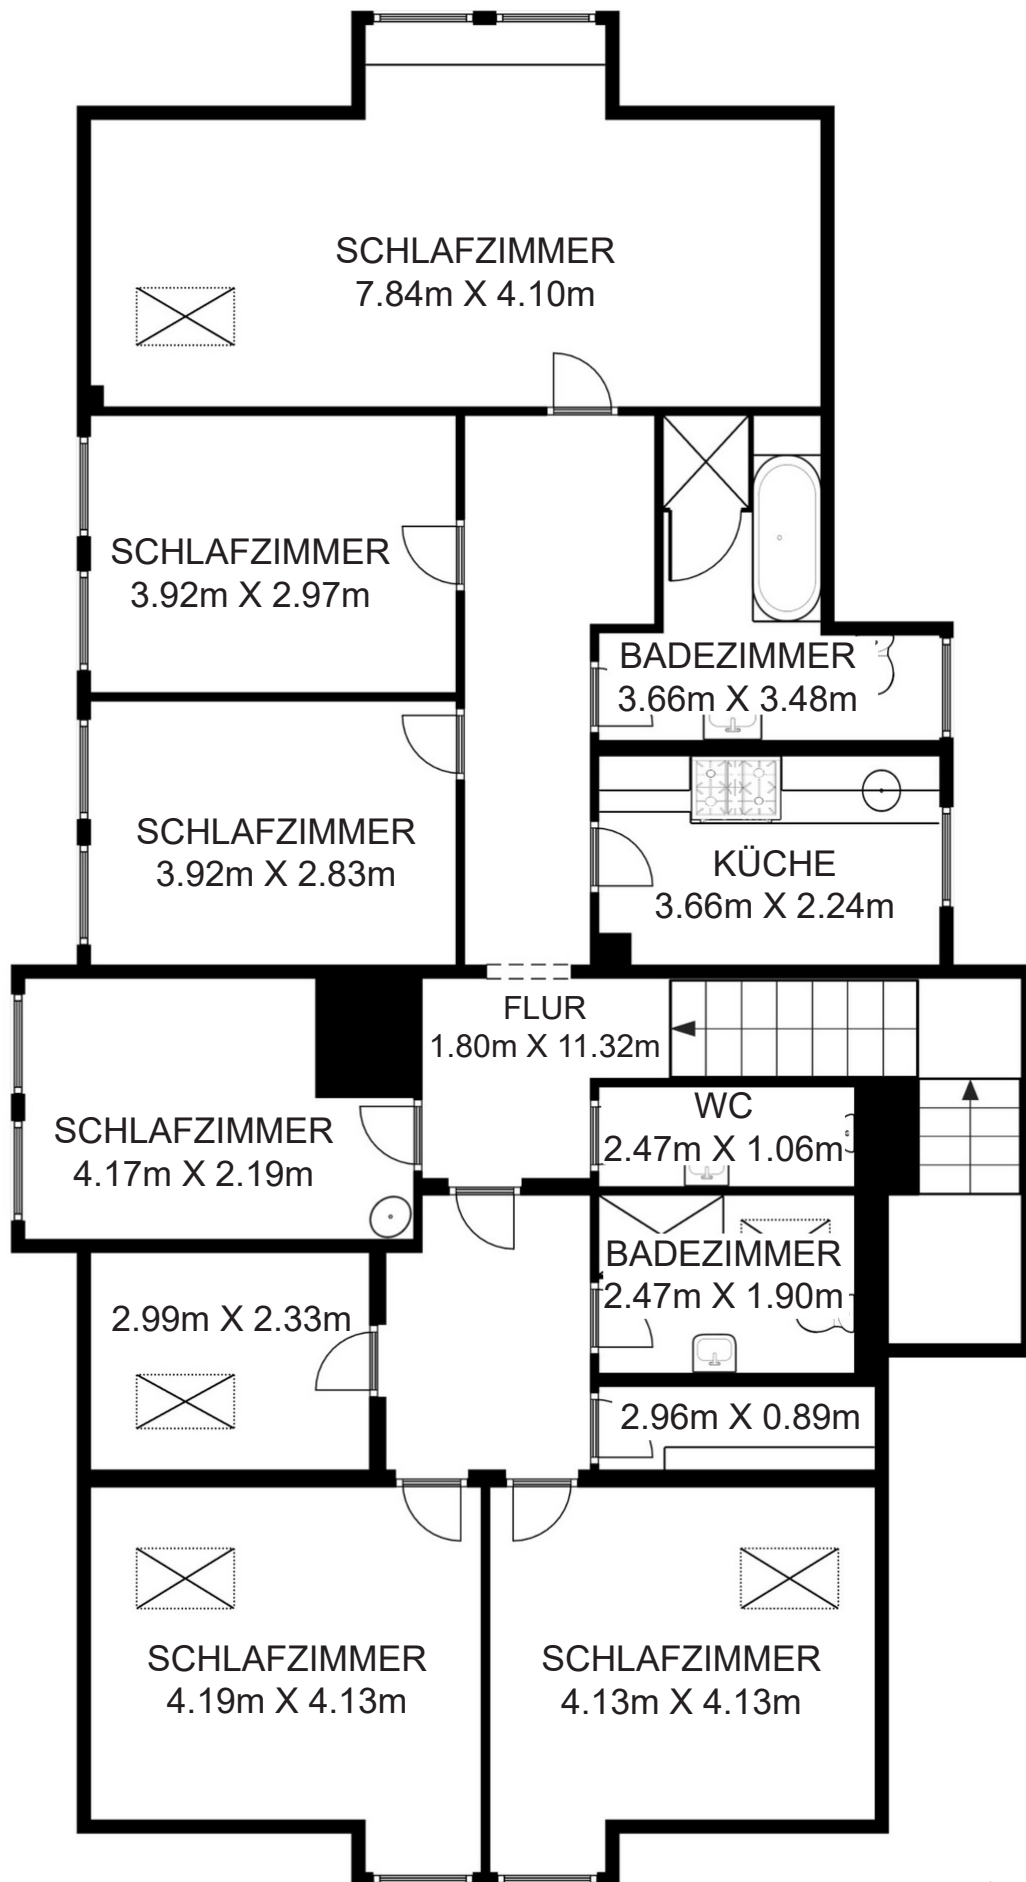 SCHLAFZIMMER
7.84m X 4.10m
SCHLAFZIMMER
3.92m X 2.97m
BADEZIMMER
3.66m X 3.48m
SCHLAFZIMMER
3.92m X 2.83m
KÜCHE
3.66m X 2.24m
FLUR
1.80m X 11.32m
SCHLAFZIMMER
4.17m X 2.19m
WC
2.47m X 1.06m
BADEZIMMER
2.47m X 1.90m
2.99m X 2.33m
2.96m X 0.89m
SCHLAFZIMMER
4.19m X 4.13m
SCHLAFZIMMER
4.13m X 4.13m